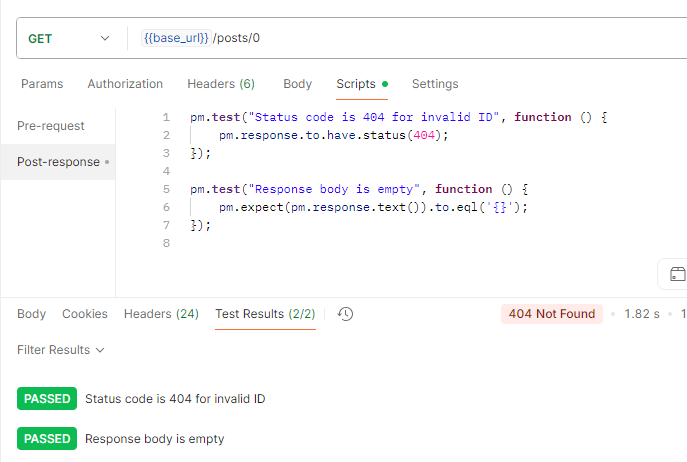 GET {{base_url}} /posts/0
Params Authorization Headers (6) Body Scripts Settings
Pre-request
Post-response
1 pm.test("Status code is 404 for invalid ID", function () {
2 pm.response.to.have.status(404);
3 });
4
5 pm.test("Response body is empty", function () {
6 pm.expect(pm.response.text()).to.eql('{}');
7 });
8
Body Cookies Headers (24) Test Results (2/2) 404 Not Found 1.82 s 1
Filter Results
PASSED Status code is 404 for invalid ID
PASSED Response body is empty